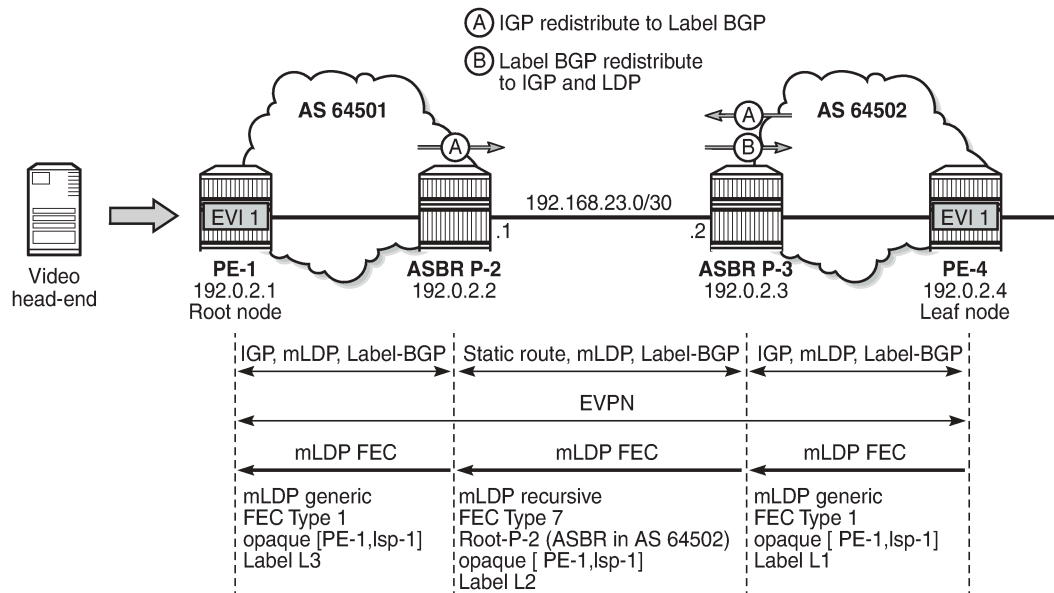 A IGP redistribute to Label BGP
B Label BGP redistribute
to IGP and LDP
AS 64501
AS 64502
A
A
B
EVI 1
192.168.23.0/30
.1
.2
EVI 1
Video
head-end
PE-1
192.0.2.1
Root node
ASBR P-2
192.0.2.2
ASBR P-3
192.0.2.3
PE-4
192.0.2.4
Leaf node
IGP, mLDP, Label-BGP
Static route, mLDP, Label-BGP
IGP, mLDP, Label-BGP
EVPN
mLDP FEC
mLDP FEC
mLDP FEC
mLDP generic
FEC Type 1
opaque [PE-1,lsp-1]
Label L3
mLDP recursive
FEC Type 7
Root-P-2 (ASBR in AS 64502)
opaque [ PE-1,lsp-1]
Label L2
mLDP generic
FEC Type 1
opaque [ PE-1,lsp-1]
Label L1